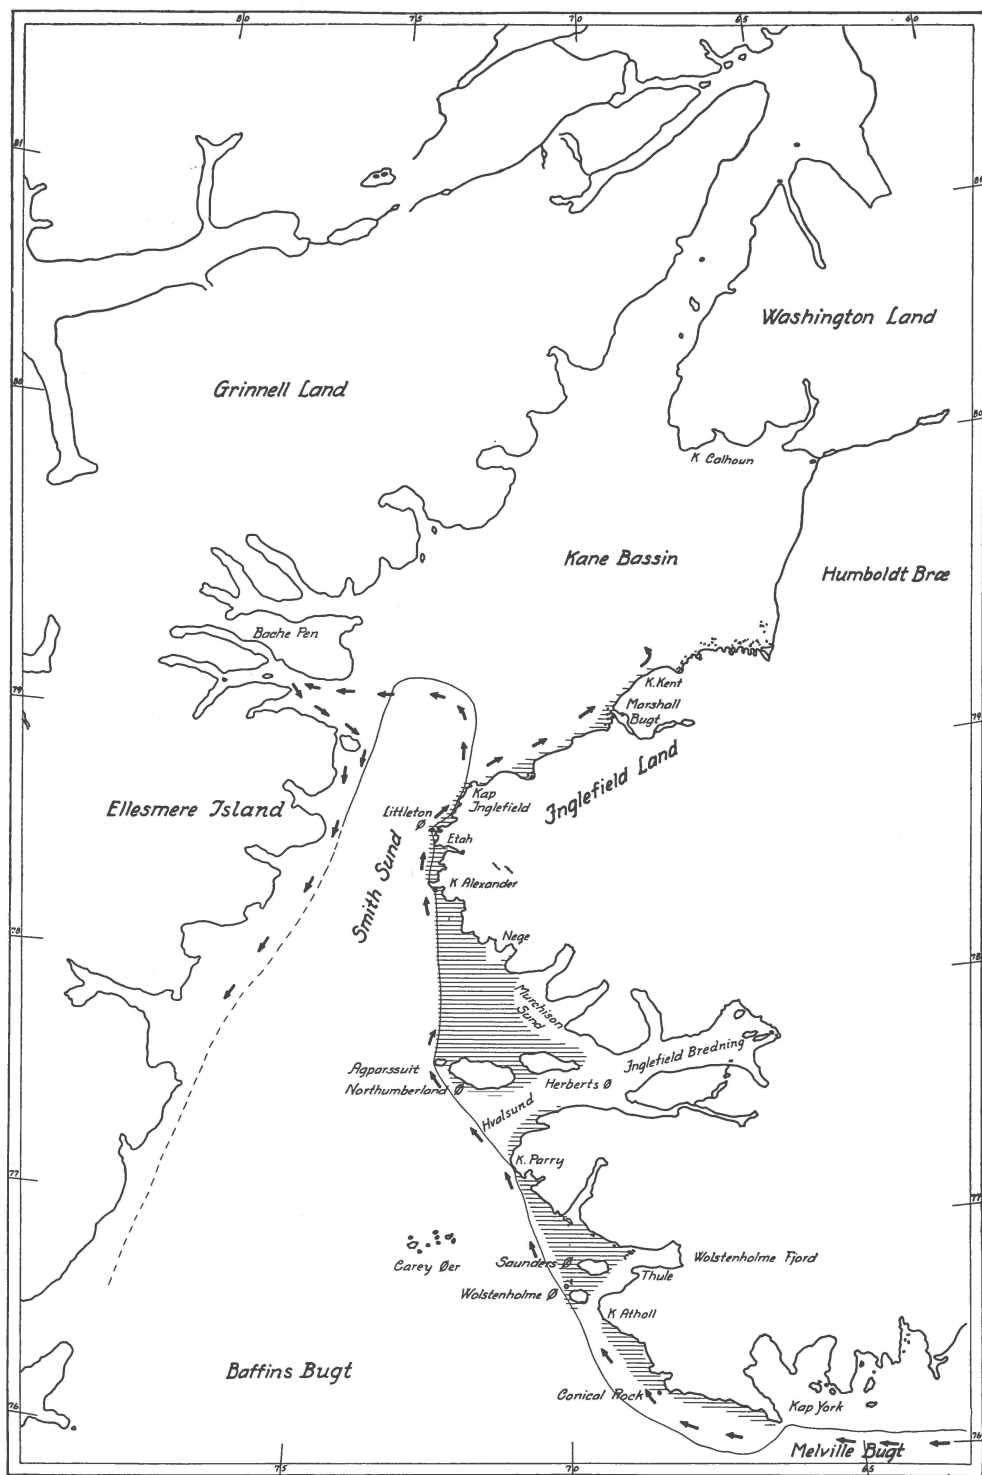 80 75 70 65 60
81
81
Washington Land
80
Grinnell Land
80
K Calhoun
Kane Bassin
Humboldt Bræ
Bache Pen
79
K.Kent
Marshall
Bugt
79
Inglefield Land
Kap
Inglefield
Ellesmere Island
Littleton
Ø
Etah
Smith Sund
K Alexander
78
Nege
78
Murchison
Sund
Inglefield Bredning
Agparssuit
Northumberland Ø
Herberts Ø
Hvalsund
K. Parry
77
77
Carey Øer
Saunders Ø
Wolstenholme Fjord
Thule
Wolstenholme Ø
K Atholl
Baffins Bugt
Conical Rock
Kap York
76
Melville Bugt
76
75 70 65